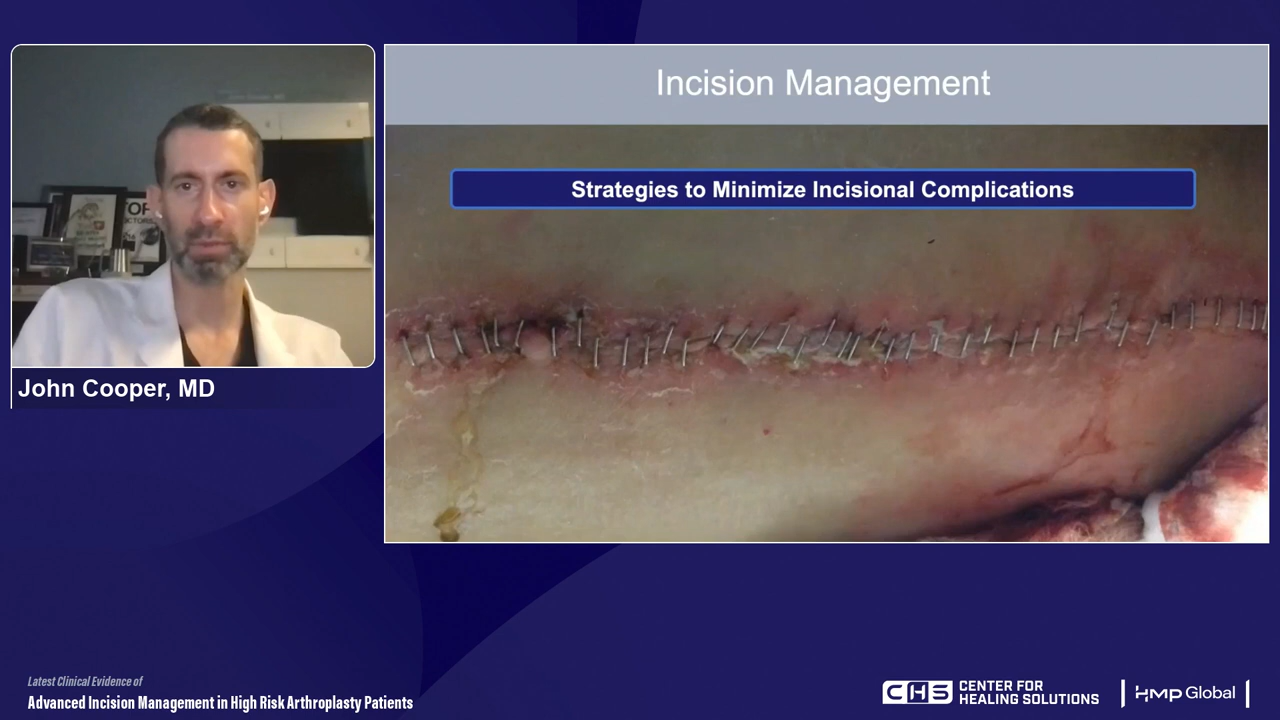 Incision Management
Strategies to Minimize Incisional Complications
TOP
John Cooper, MD
Latest Clinical Evidence of
Advanced Incision Management in High Risk Arthroplasty Patients
CHS CENTER FOR
HEALING SOLUTIONS
HMP Global